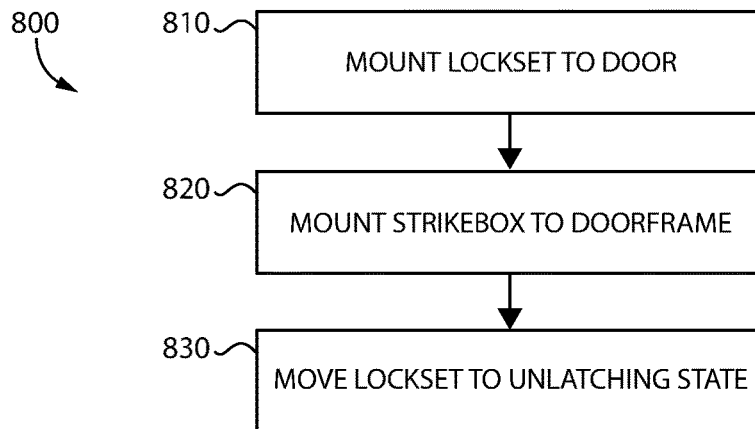 800
810
MOUNT LOCKSET TO DOOR
820
MOUNT STRIKEBOX TO DOORFRAME
830
MOVE LOCKSET TO UNLATCHING STATE